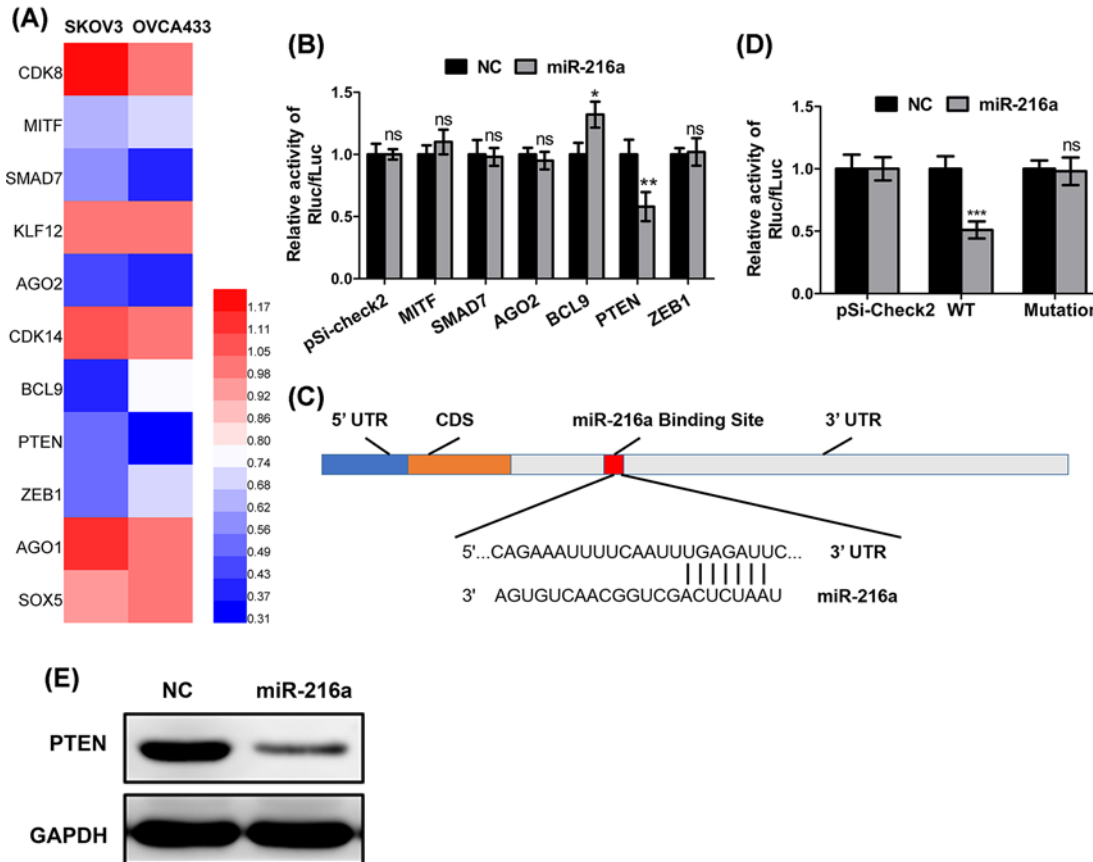 (A)
SKOV3 OVCA433
CDK8
MITF
SMAD7
KLF12
AGO2
CDK14
BCL9
PTEN
ZEB1
AGO1
SOX5
1.17
1.11
1.05
0.98
0.92
0.86
0.80
0.74
0.68
0.62
0.56
0.49
0.43
0.37
0.31
(B)
NC miR-216a
Relative activity of
Rluc/fLuc
1.5
1.0
0.5
0.0
ns ns ns ns * ** ns
pSi-check2 MITF SMAD7 AGO2 BCL9 PTEN ZEB1
(D)
NC miR-216a
Relative activity of
Rluc/fLuc
1.5
1.0
0.5
0.0
*** ns
pSi-Check2 WT Mutation
(C)
5' UTR CDS miR-216a Binding Site 3' UTR
5'...CAGAAAUUUUCAAUUUGAGAUUC... 3' UTR
3' AGUGUCAACGGUCGACUCUAAU miR-216a
(E)
NC miR-216a
PTEN
GAPDH